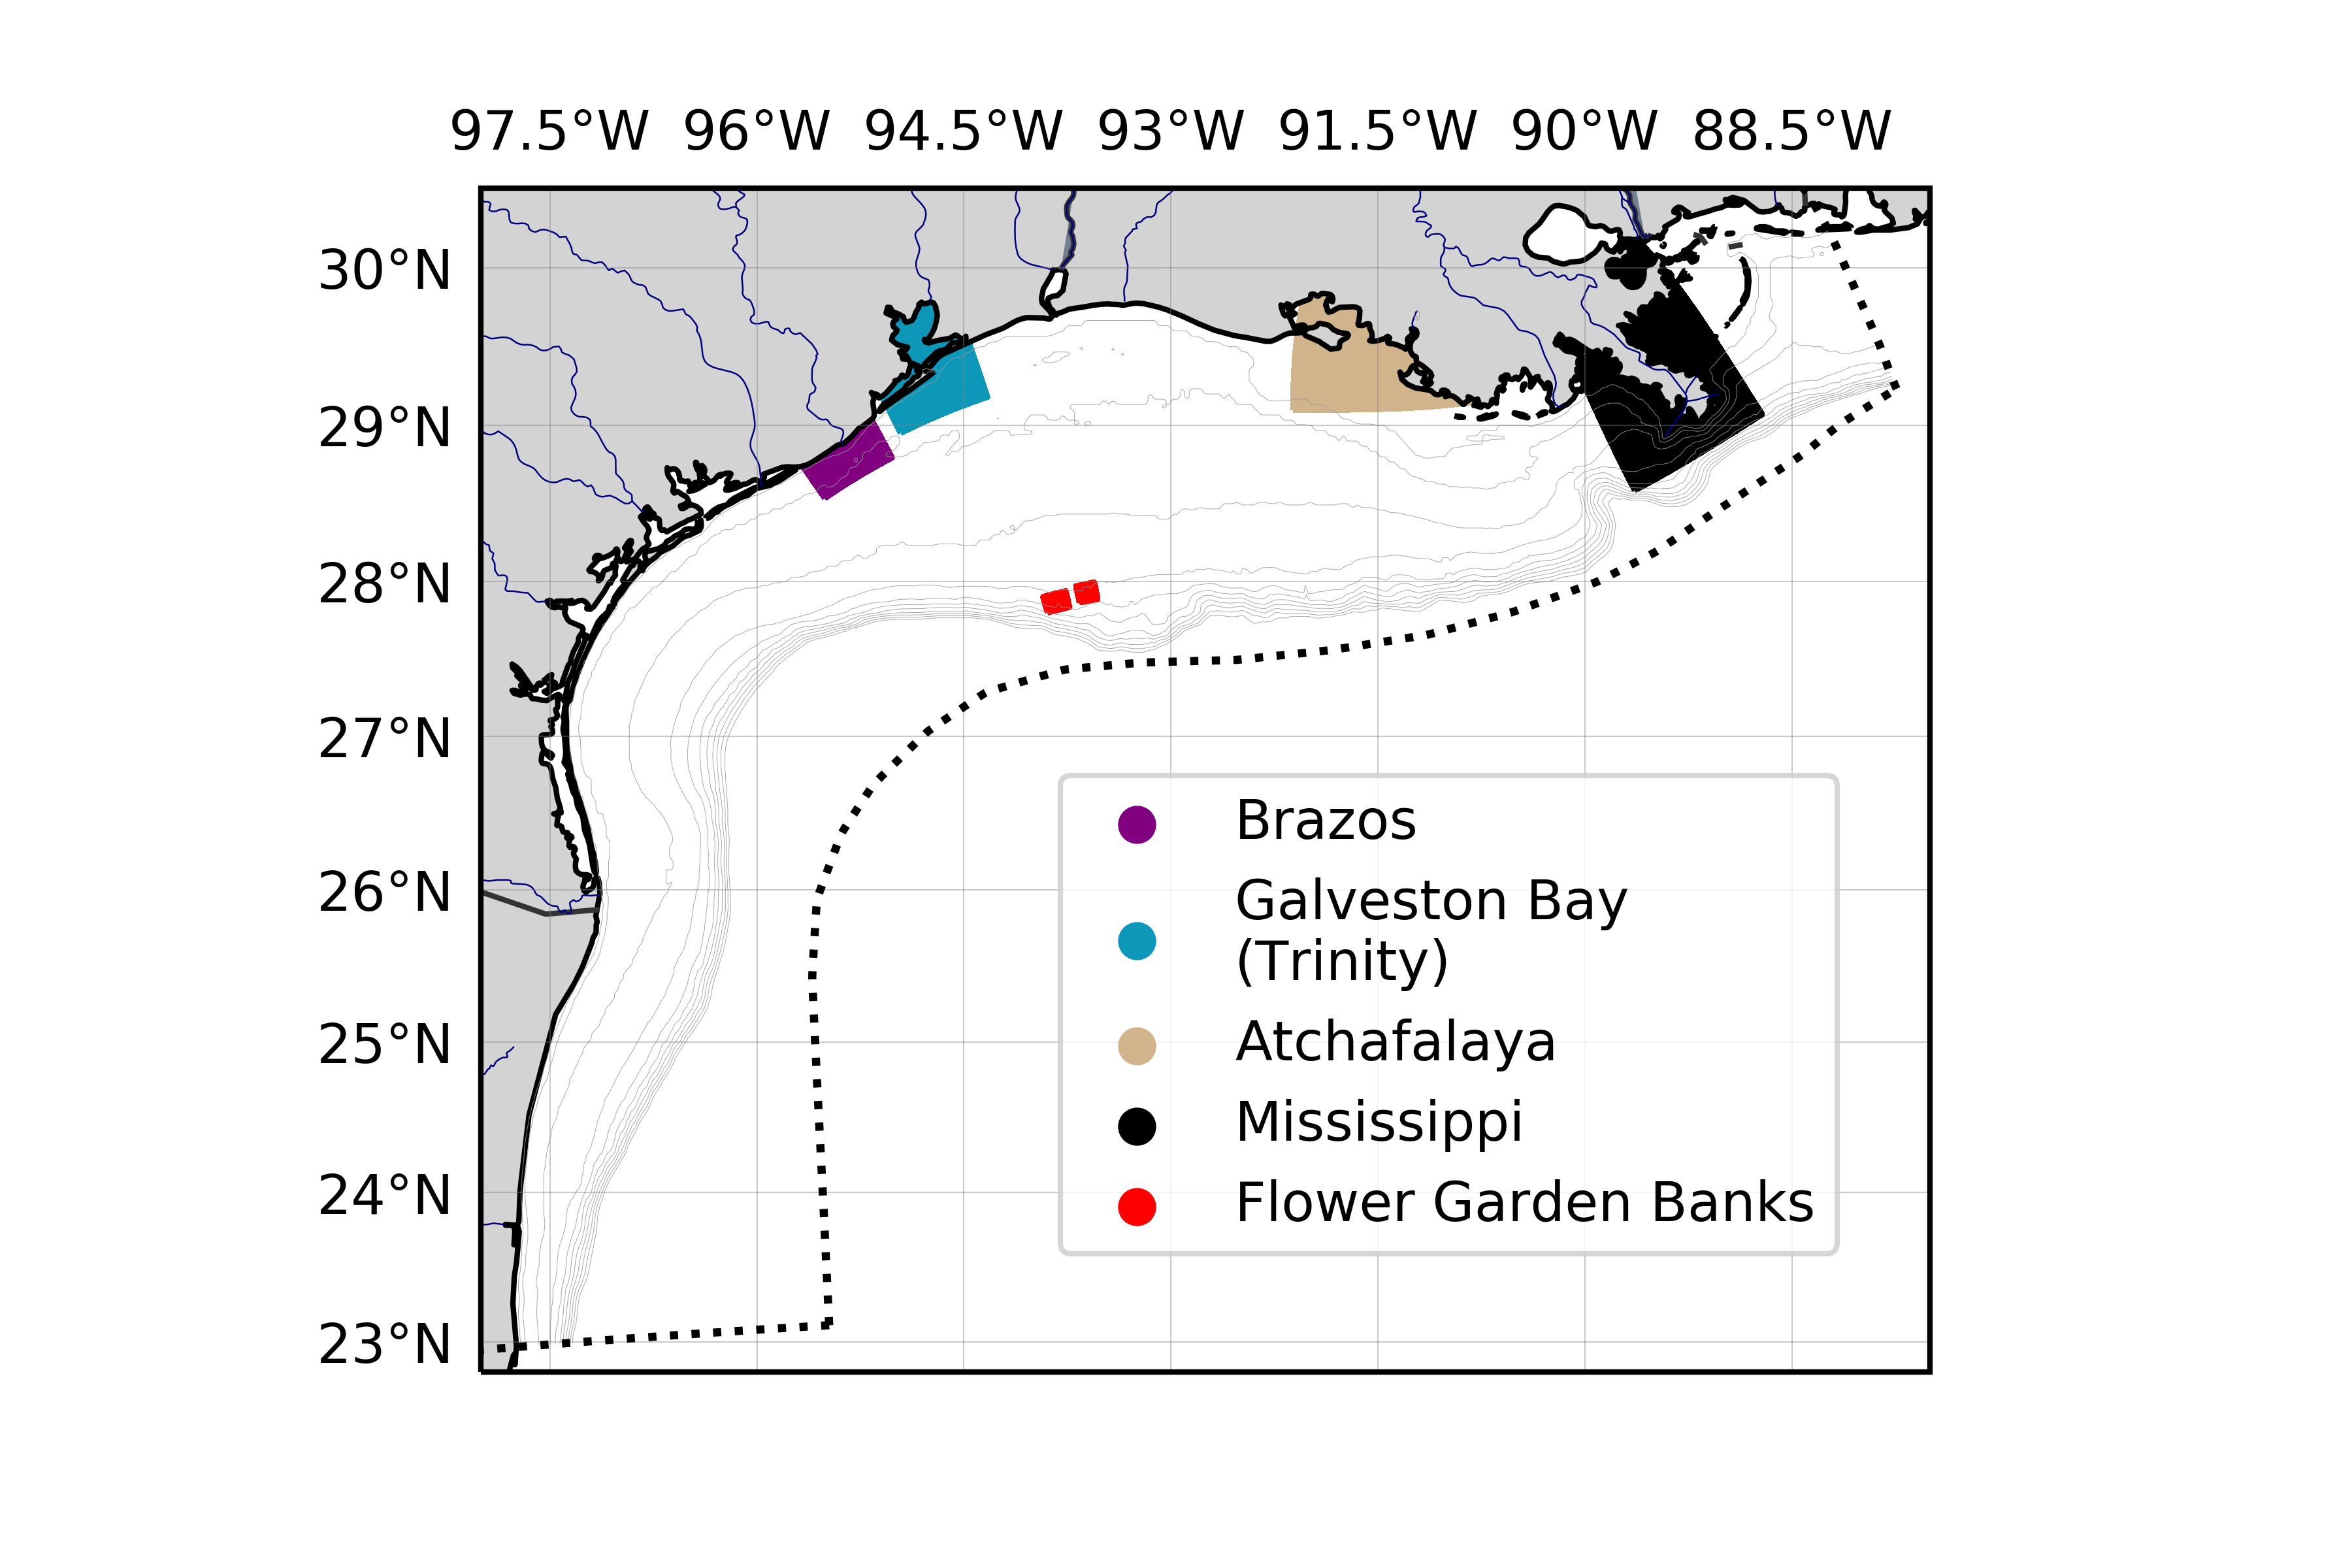 97.5°W 96°W 94.5°W 93°W 91.5°W 90°W 88.5°W
30°N
29°N
28°N
27°N
26°N
25°N
24°N
23°N
Brazos
Galveston Bay
(Trinity)
Atchafalaya
Mississippi
Flower Garden Banks